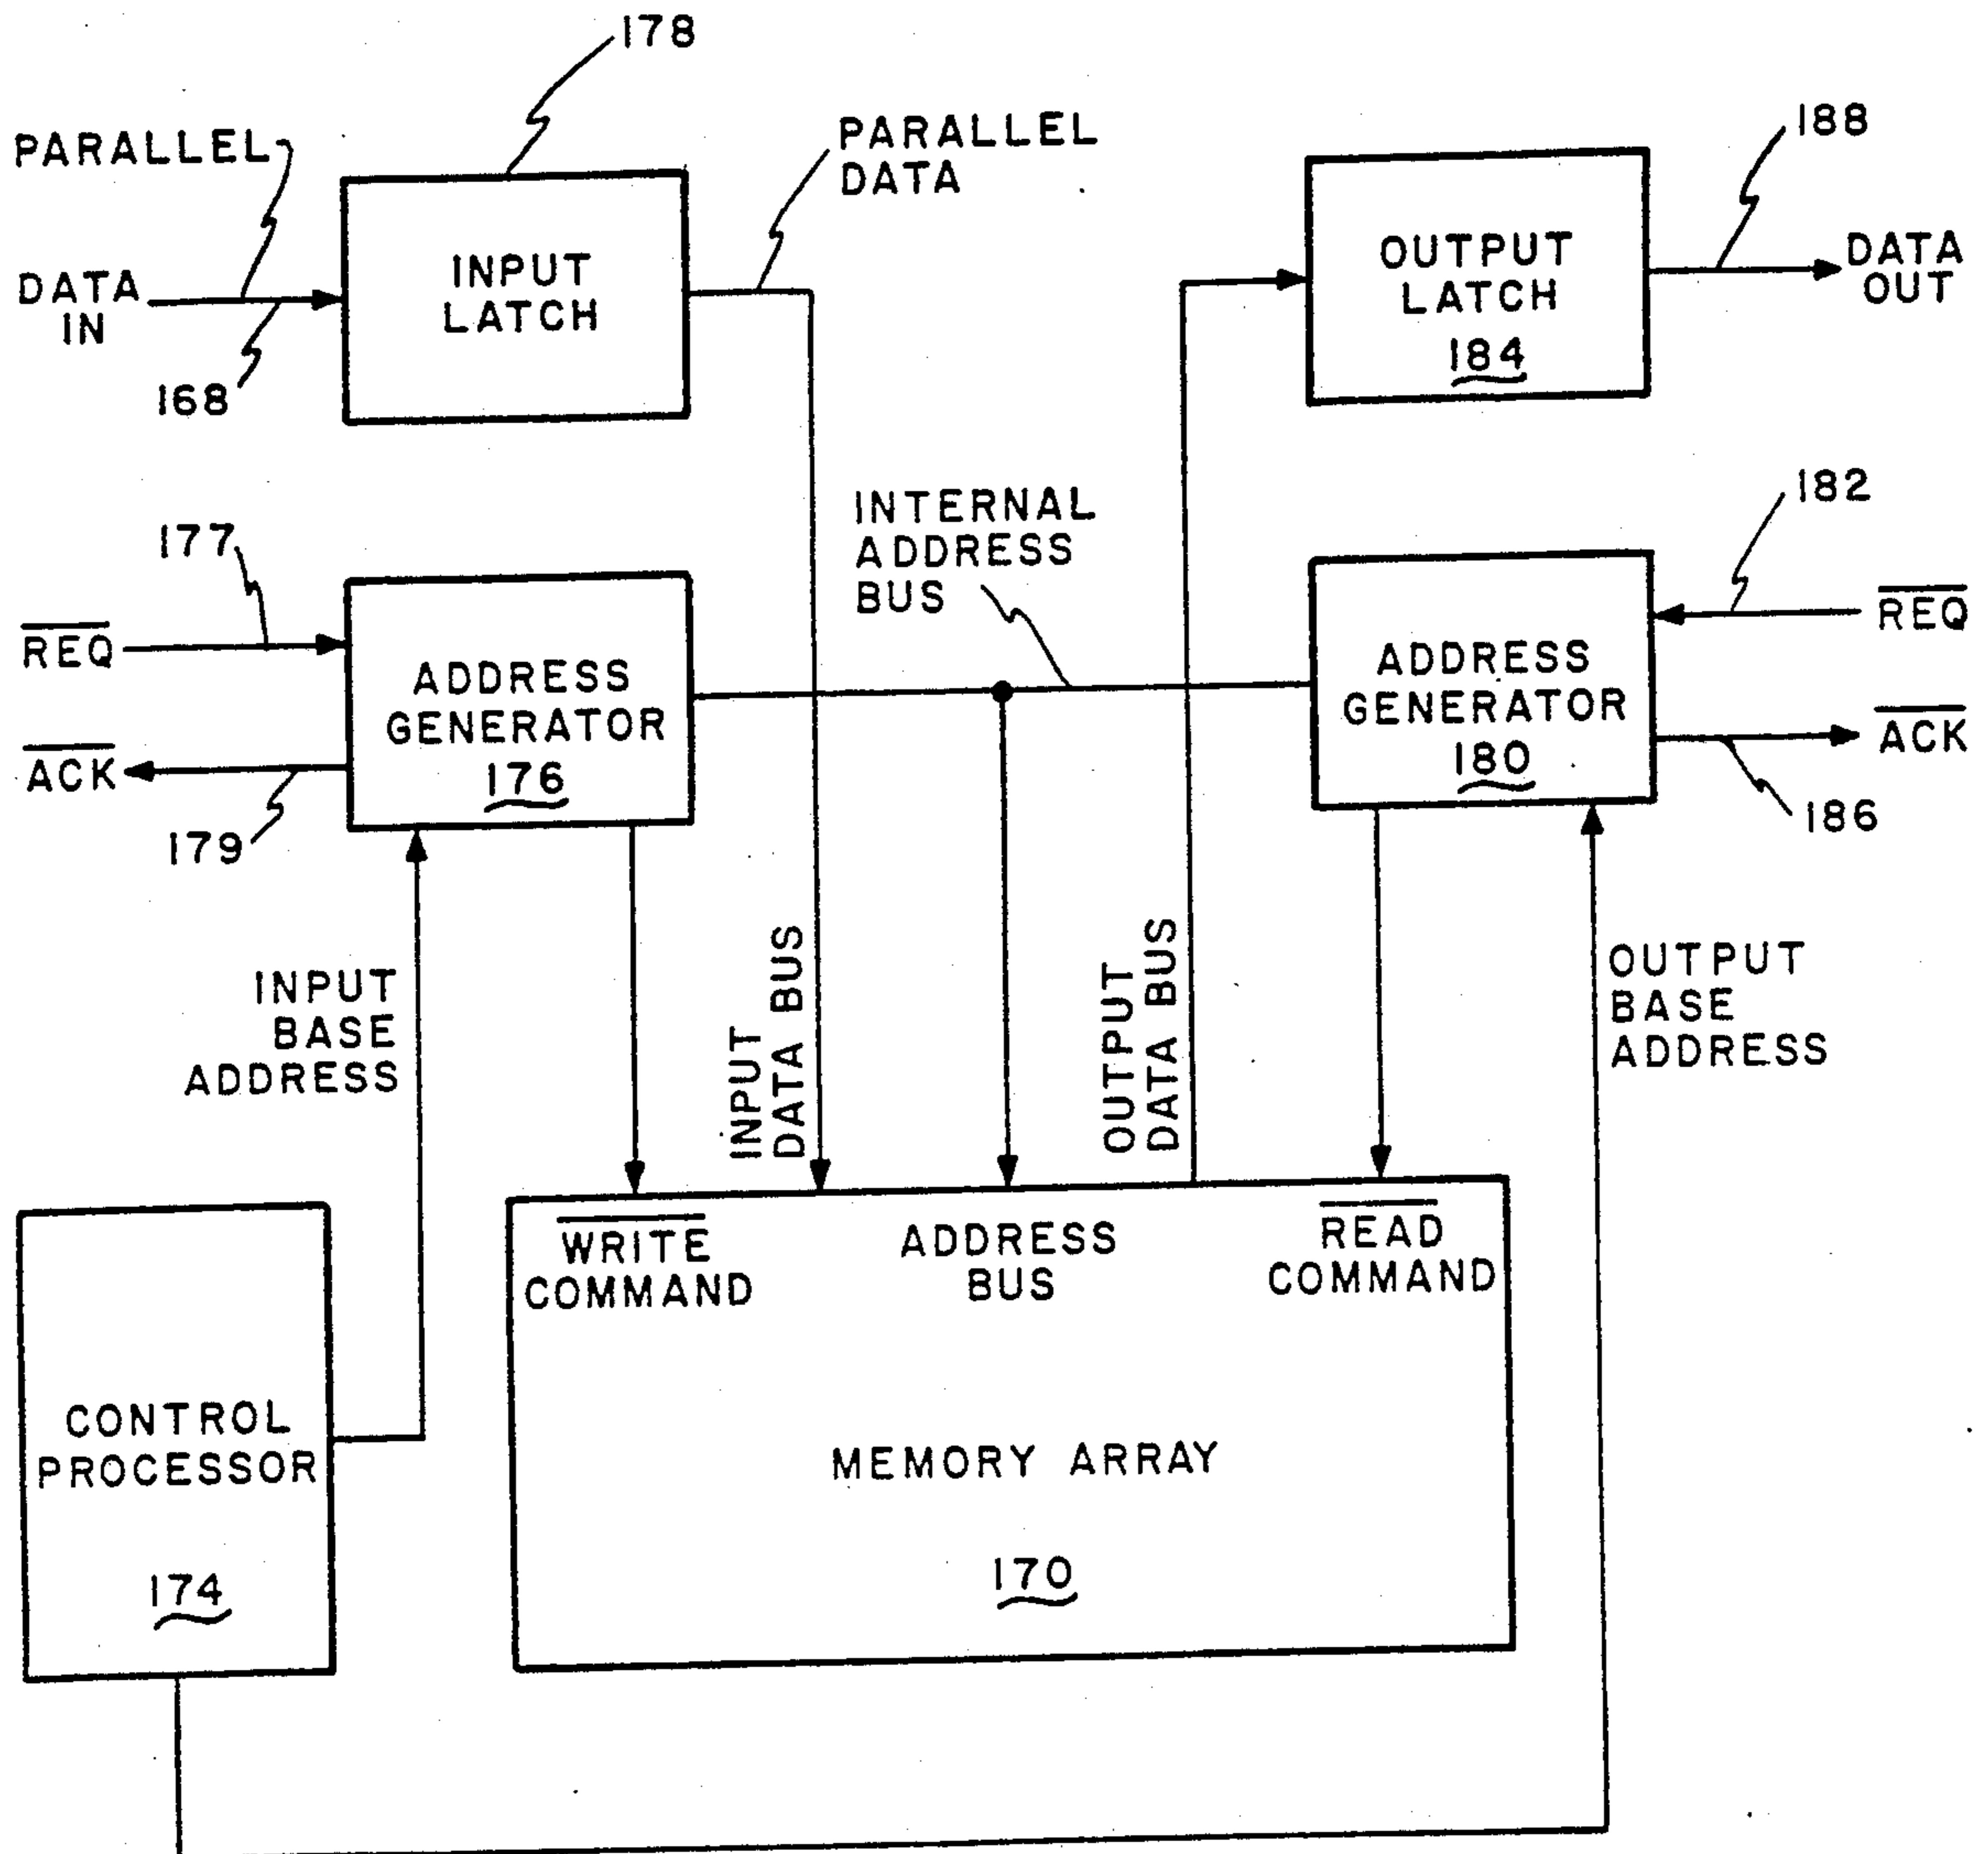 178
PARALLEL
PARALLEL
DATA
188
INPUT
LATCH
OUTPUT
LATCH
184
DATA
IN
DATA
OUT
168
INTERNAL
ADDRESS
BUS
182
177
REQ
REQ
ADDRESS
GENERATOR
176
ADDRESS
GENERATOR
180
ACK
ACK
179
186
INPUT
BASE
ADDRESS
INPUT
DATA BUS
OUTPUT
DATA BUS
OUTPUT
BASE
ADDRESS
WRITE
COMMAND
ADDRESS
BUS
READ
COMMAND
CONTROL
PROCESSOR
174
MEMORY ARRAY
170